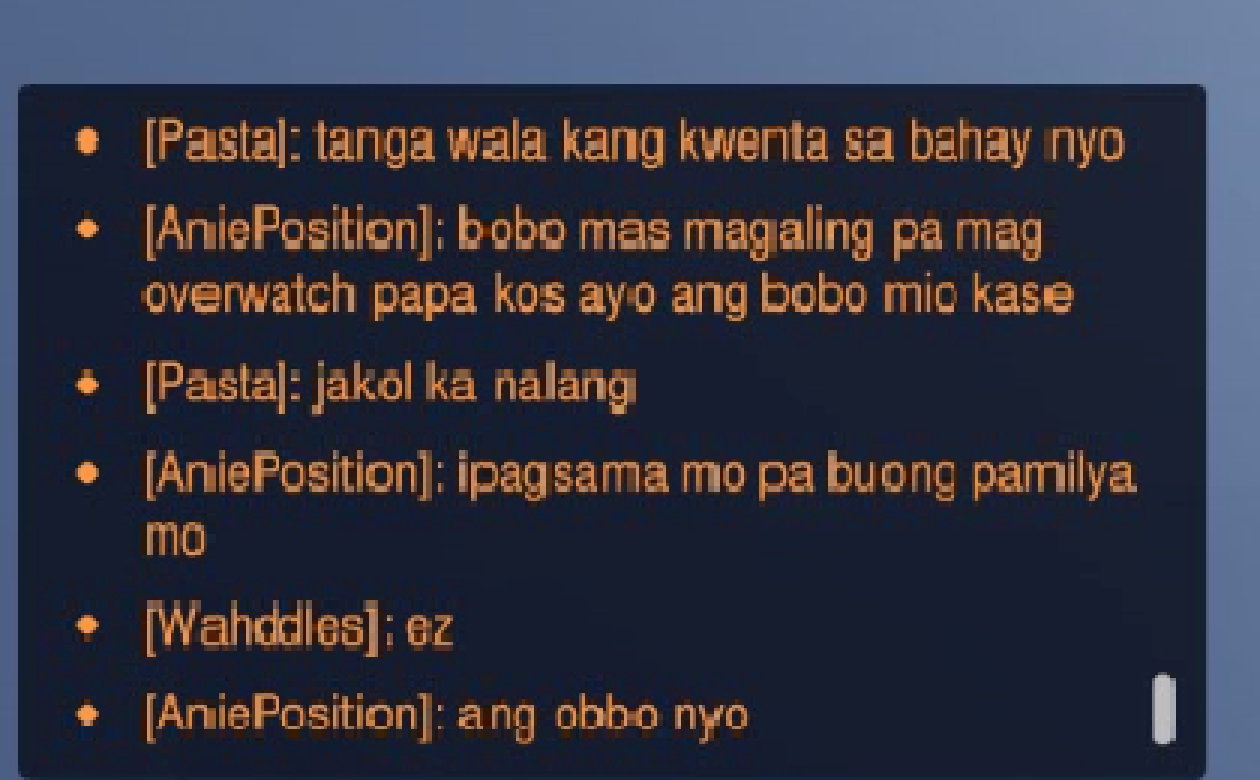 [Pasta]: tanga wala kang kwenta sa bahay nyo
[AniePosition]: bobo mas magaling pa mag
overwatch papa kos ayo ang bobo mio kase
[Pasta]: jakol ka nalang
[AniePosition]: ipagsama mo pa buong pamilya
mo
[Wahddles]: ez
[AniePosition]: ang obbo nyo